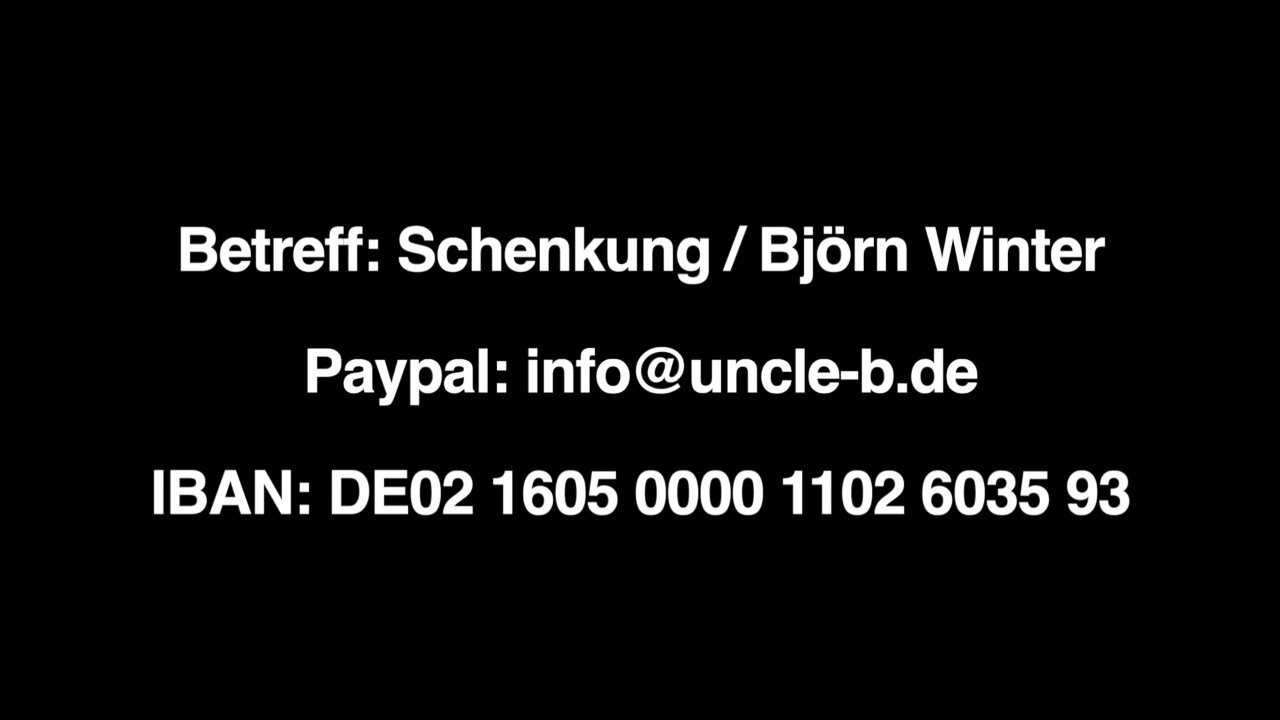 Betreff: Schenkung / Björn Winter
Paypal: info@uncle-b.de
IBAN: DE02 1605 0000 1102 6035 93